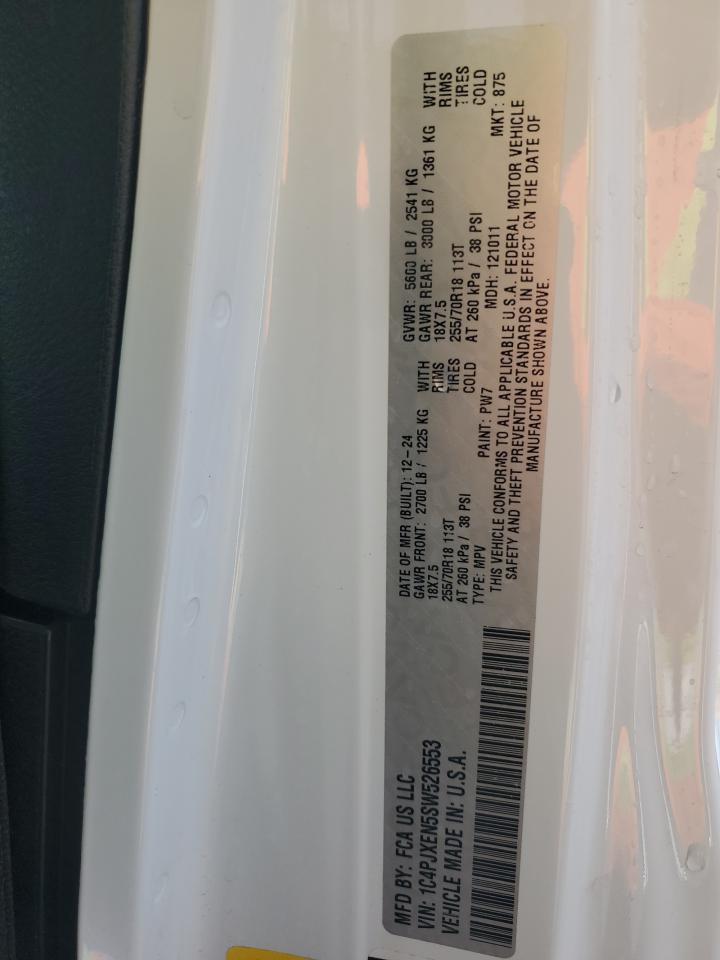 MFD BY: FCA US LLC
VIN: 1C4PJXEN5SW526553
VEHICLE MADE IN: U.S.A.
DATE OF MFR (BUILT): 12-24 GVWR: 5600 LB / 2541 KG
GAWR FRONT: 2700 LB / 1225 KG WITH GAWR REAR: 3000 LB / 1361 KG WITH
18X7.5 RIMS 18X7.5 RIMS
255/70R18 113T TIRES 255/70R18 113T TIRES
AT 260 kPa / 38 PSI COLD AT 260 kPa / 38 PSI COLD
TYPE: MPV PAINT: PW7 MDH: 121011 MKT: 875
THIS VEHICLE CONFORMS TO ALL APPLICABLE U.S.A. FEDERAL MOTOR VEHICLE
SAFETY AND THEFT PREVENTION STANDARDS IN EFFECT ON THE DATE OF
MANUFACTURE SHOWN ABOVE.